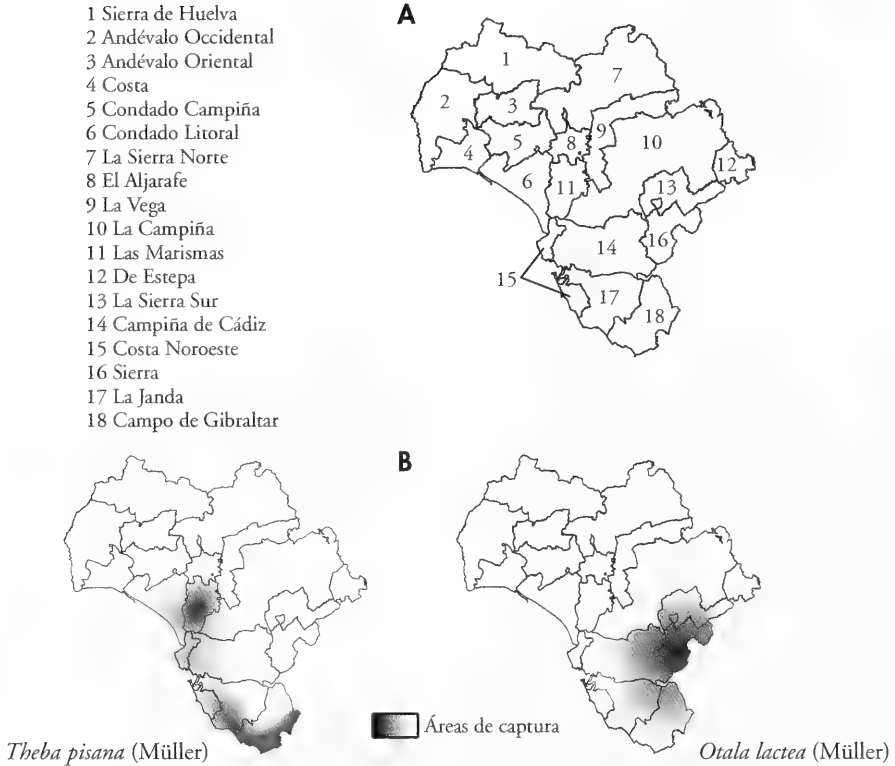 1 Sierra de Huelva
2 Andévalo Occidental
3 Andévalo Oriental
4 Costa
5 Condado Campiña
6 Condado Litoral
7 La Sierra Norte
8 El Aljarafe
9 La Vega
10 La Campiña
11 Las Marismas
12 De Estepa
13 La Sierra Sur
14 Campiña de Cádiz
15 Costa Noroeste
16 Sierra
17 La Janda
18 Campo de Gibraltar
A
1
7
2
3
9
10
5
8
4
12
6
11
13
14
16
15
17
18
B
Áreas de captura
Theba pisana (Müller)
Otala lactea (Müller)